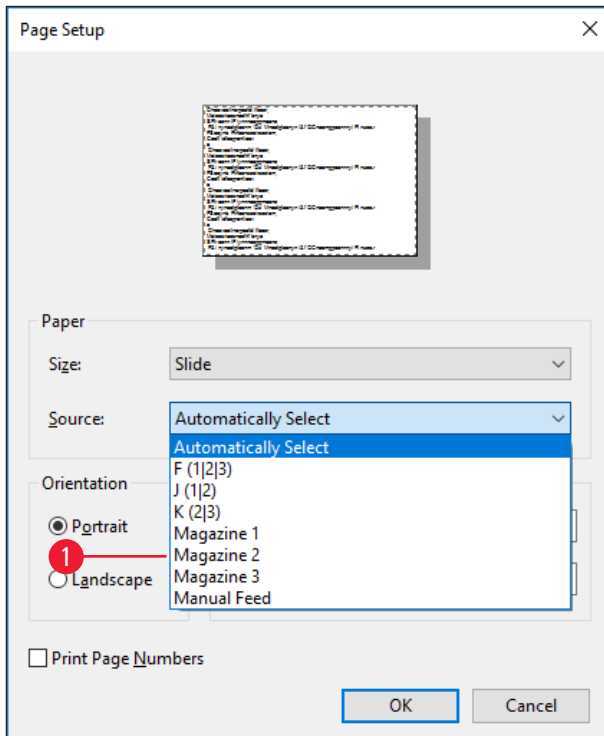 Page Setup
Paper
Size: Slide
Source: Automatically Select
Automatically Select
F (1|2|3)
J (1|2)
K (2|3)
Orientation
Magazine 1
Portrait
Magazine 2
1
Magazine 3
Landscape
Manual Feed
Print Page Numbers
OK Cancel